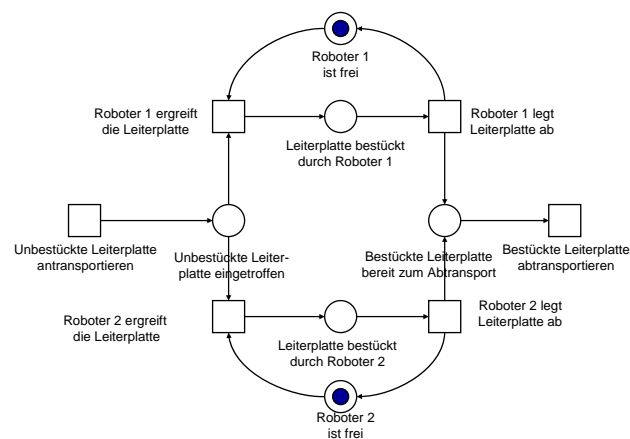 Roboter 1
ist frei
Roboter 1 ergreift
die Leiterplatte
Leiterplatte bestückt
durch Roboter 1
Roboter 1 legt
Leiterplatte ab
Unbestückte Leiterplatte
antransportieren
Unbestückte Leiter-
platte eingetroffen
Bestückte Leiterplatte
bereit zum Abtransport
Bestückte Leiterplatte
abtransportieren
Roboter 2 ergreift
die Leiterplatte
Leiterplatte bestückt
durch Roboter 2
Roboter 2 legt
Leiterplatte ab
Roboter 2
ist frei